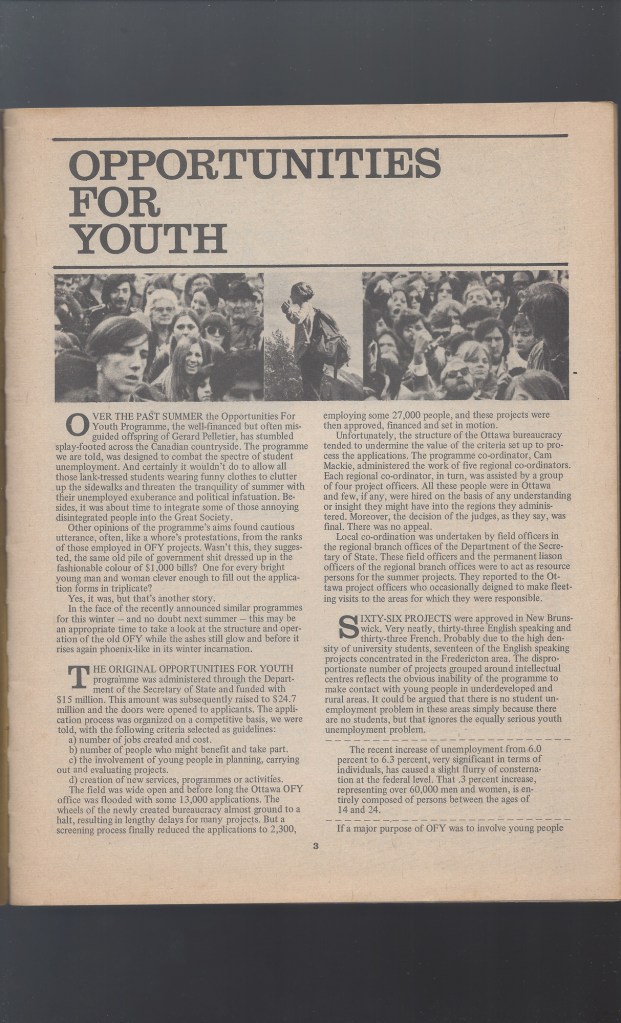 OPPORTUNITIES
FOR
YOUTH
OVER THE PAST SUMMER the Opportunities For
Youth Programme, the well-financed but often mis-
guided offspring of Gerard Pelletier, has stumbled
splay-footed across the Canadian countryside. The programme
we are told, was designed to combat the spectre of student
unemployment. And certainly it wouldn't do to allow all
those lank-tressed students wearing funny clothes to clutter
up the sidewalks and threaten the tranquility of summer with
their unemployed exuberance and political infatuation. Be-
sides, it was about time to integrate some of those annoying
disintegrated people into the Great Society.
Other opinions of the programme's aims found cautious
utterance, often, like a whore's protestations, from the ranks
of those employed in OFY projects. Wasn't this, they sugges-
ted, the same old pile of government shit dressed up in the
fashionable colour of $1,000 bills? One for every bright
young man and woman clever enough to fill out the applica-
tion forms in triplicate?
Yes, it was, but that's another story.
In the face of the recently announced similar programmes
for this winter – and no doubt next summer – this may be
an appropriate time to take a look at the structure and oper-
ation of the old OFY while the ashes still glow and before it
rises again phoenix-like in its winter incarnation.
THE ORIGINAL OPPORTUNITIES FOR YOUTH
programme was administered through the Depart-
ment of the Secretary of State and funded with
$15 million. This amount was subsequently raised to $24.7
million and the doors were opened to applicants. The appli-
cation process was organized on a competitive basis, we were
told, with the following criteria selected as guidelines:
a) number of jobs created and cost.
b) number of people who might benefit and take part.
c) the involvement of young people in planning, carrying
out and evaluating projects.
d) creation of new services, programmes or activities.
The field was wide open and before long the Ottawa OFY
office was flooded with some 13,000 applications. The
wheels of the newly created bureaucracy almost ground to a
halt, resulting in lengthy delays for many projects. But a
screening process finally reduced the applications to 2,300,
employing some 27,000 people, and these projects were
then approved, financed and set in motion.
Unfortunately, the structure of the Ottawa bureaucracy
tended to undermine the value of the criteria set up to pro-
cess the applications. The programme co-ordinator, Cam
Mackie, administered the work of five regional co-ordinators.
Each regional co-ordinator, in turn, was assisted by a group
of four project officers. All these people were in Ottawa
and few, if any, were hired on the basis of any understanding
or insight they might have into the regions they adminis-
tered. Moreover, the decision of the judges, as they say, was
final. There was no appeal.
Local co-ordination was undertaken by field officers in
the regional branch offices of the Department of the Secre-
tary of State. These field officers and the permanent liason
officers of the regional branch offices were to act as resource
persons for the summer projects. They reported to the Ot-
tawa project officers who occasionally deigned to make fleet-
ing visits to the areas for which they were responsible.
SIXTY-SIX PROJECTS were approved in New Bruns-
wick. Very neatly, thirty-three English speaking and
thirty-three French. Probably due to the high den-
sity of university students, seventeen of the English speaking
projects concentrated in the Fredericton area. The dispro-
portionate number of projects grouped around intellectual
centres reflects the obvious inability of the programme to
make contact with young people in underdeveloped and
rural areas. It could be argued that there is no student un-
employment problem in these areas simply because there
are no students, but that ignores the equally serious youth
unemployment problem.
The recent increase of unemployment from 6.0
percent to 6.3 percent, very significant in terms of
individuals, has caused a slight flurry of consterna-
tion at the federal level. That .3 percent increase,
representing over 60,000 men and women, is en-
tirely composed of persons between the ages of
14 and 24.
If a major purpose of OFY was to involve young people
3